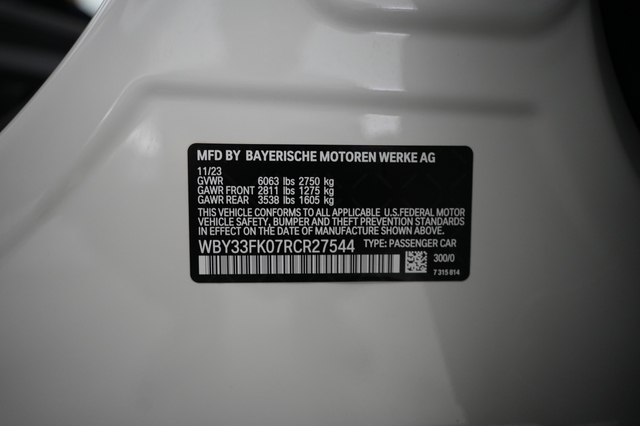 MFD BY BAYERISCHE MOTOREN WERKE AG
11/23
GVWR 6063 lbs 2750 kg
GAWR FRONT 2811 lbs 1275 kg
GAWR REAR 3538 lbs 1605 kg
THIS VEHICLE CONFORMS TO ALL APPLICABLE U.S.FEDERAL MOTOR
VEHICLE SAFETY, BUMPER AND THEFT PREVENTION STANDARDS
IN EFFECT ON THE DATE OF MANUFACTURE SHOWN ABOVE.
WBY33FK07RCR27544 TYPE: PASSENGER CAR
300/0
7 315 814